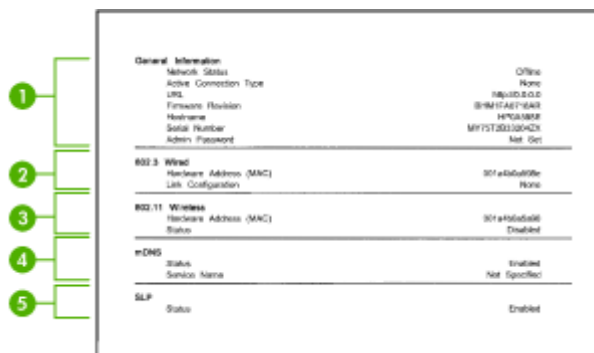 General Information
Network Status Offline
Active Connection Type None
URL
Firmware Revision
Hostname
Serial Number
Admin Password Not Set
1
802.3 Wired
Hardware Address (MAC)
Link Configuration None
2
802.11 Wireless
Hardware Address (MAC)
Status Disabled
3
mDNS
Status Enabled
Service Name Not Specified
4
SLP
Status Enabled
5